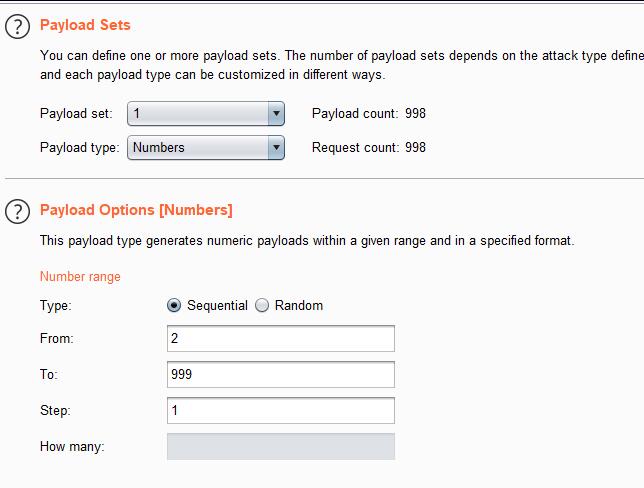 Payload Sets
You can define one or more payload sets. The number of payload sets depends on the attack type define
and each payload type can be customized in different ways.
Payload set: 1 Payload count: 998
Payload type: Numbers Request count: 998
Payload Options [Numbers]
This payload type generates numeric payloads within a given range and in a specified format.
Number range
Type: Sequential Random
From: 2
To: 999
Step: 1
How many: